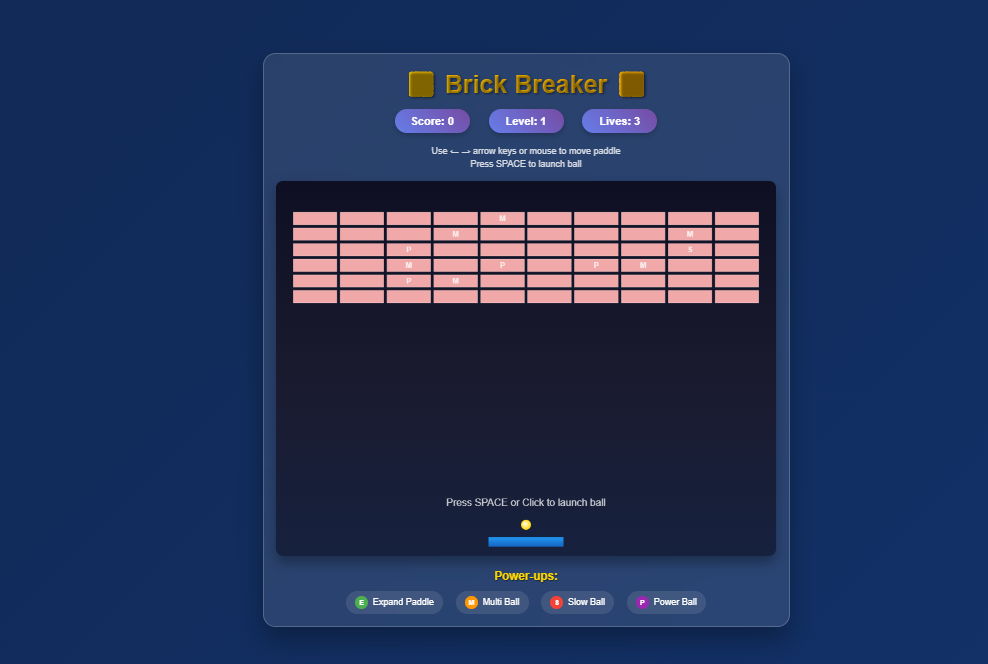 Brick Breaker
Score: 0 Level: 1 Lives: 3
Use ← → arrow keys or mouse to move paddle
Press SPACE to launch ball
M
M M
P S
M P P M
P M
Press SPACE or Click to launch ball
Power-ups:
E Expand Paddle M Multi Ball S Slow Ball P Power Ball